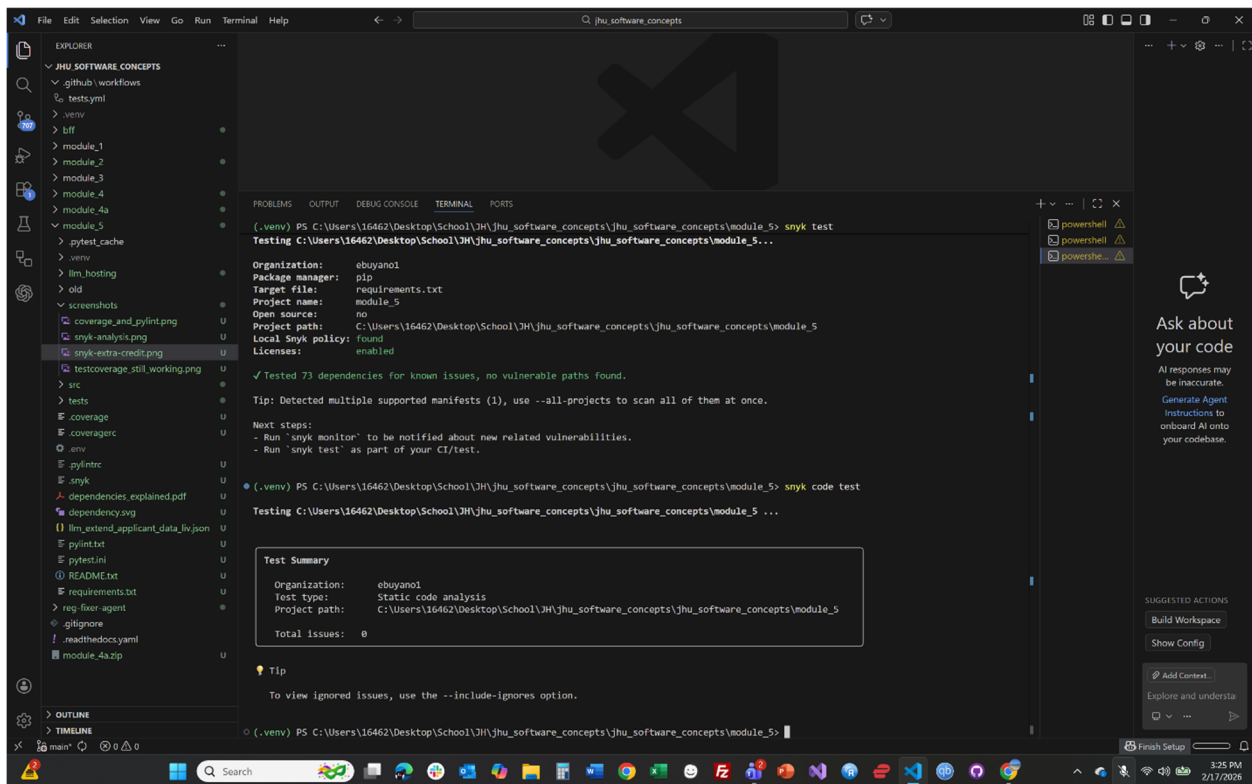 File Edit Selection View Go Run Terminal Help
jhu_software_concepts
EXPLORER
JHU_SOFTWARE_CONCEPTS
.github\workflows
tests.yml
.venv
bff
module_1
module_2
module_3
module_4
module_4a
module_5
.pytest_cache
.venv
llm_hosting
old
screenshots
coverage_and_pylint.png U
snyk-analysis.png U
snyk-extra-credit.png U
testcoverage_still_working.png U
src
tests
.coverage U
.coveragerc U
.env
.pylintrc U
.snyk U
dependencies_explained.pdf U
dependency.svg U
llm_extend_applicant_data_liv.json U
pylint.txt U
pytest.ini U
README.txt U
requirements.txt U
reg-fixer-agent
.gitignore
.readthedocs.yaml
module_4a.zip U
OUTLINE
TIMELINE
707
1
PROBLEMS OUTPUT DEBUG CONSOLE TERMINAL PORTS
(.venv) PS C:\Users\16462\Desktop\School\JH\jhu_software_concepts\jhu_software_concepts\module_5> snyk test
Testing C:\Users\16462\Desktop\School\JH\jhu_software_concepts\jhu_software_concepts\module_5...
Organization: ebuyano1
Package manager: pip
Target file: requirements.txt
Project name: module_5
Open source: no
Project path: C:\Users\16462\Desktop\School\JH\jhu_software_concepts\jhu_software_concepts\module_5
Local Snyk policy: found
Licenses: enabled
✓ Tested 73 dependencies for known issues, no vulnerable paths found.
Tip: Detected multiple supported manifests (1), use --all-projects to scan all of them at once.
Next steps:
- Run `snyk monitor` to be notified about new related vulnerabilities.
- Run `snyk test` as part of your CI/test.
(.venv) PS C:\Users\16462\Desktop\School\JH\jhu_software_concepts\jhu_software_concepts\module_5> snyk code test
Testing C:\Users\16462\Desktop\School\JH\jhu_software_concepts\jhu_software_concepts\module_5 ...
Test Summary
Organization: ebuyano1
Test type: Static code analysis
Project path: C:\Users\16462\Desktop\School\JH\jhu_software_concepts\jhu_software_concepts\module_5
Total issues: 0
Tip
To view ignored issues, use the --include-ignores option.
(.venv) PS C:\Users\16462\Desktop\School\JH\jhu_software_concepts\jhu_software_concepts\module_5>
powershell
powershell
powershe...
Ask about
your code
AI responses may
be inaccurate.
Generate Agent
Instructions to
onboard AI onto
your codebase.
SUGGESTED ACTIONS
Build Workspace
Show Config
Add Context...
Explore and understa
main* 0 0
Finish Setup
2
Search
2
3:25 PM
2/17/2026